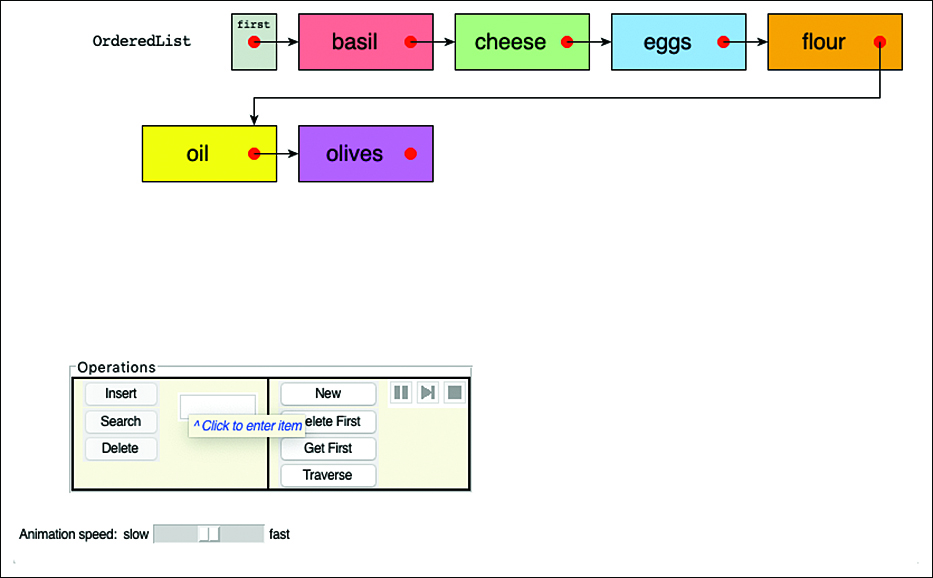 first
OrderedList
basil
cheese
eggs
flour
oil
olives
Operations
Insert
New
^Click to enter item
Search
elete First
Delete
Get First
Traverse
Animation speed: slow
fast